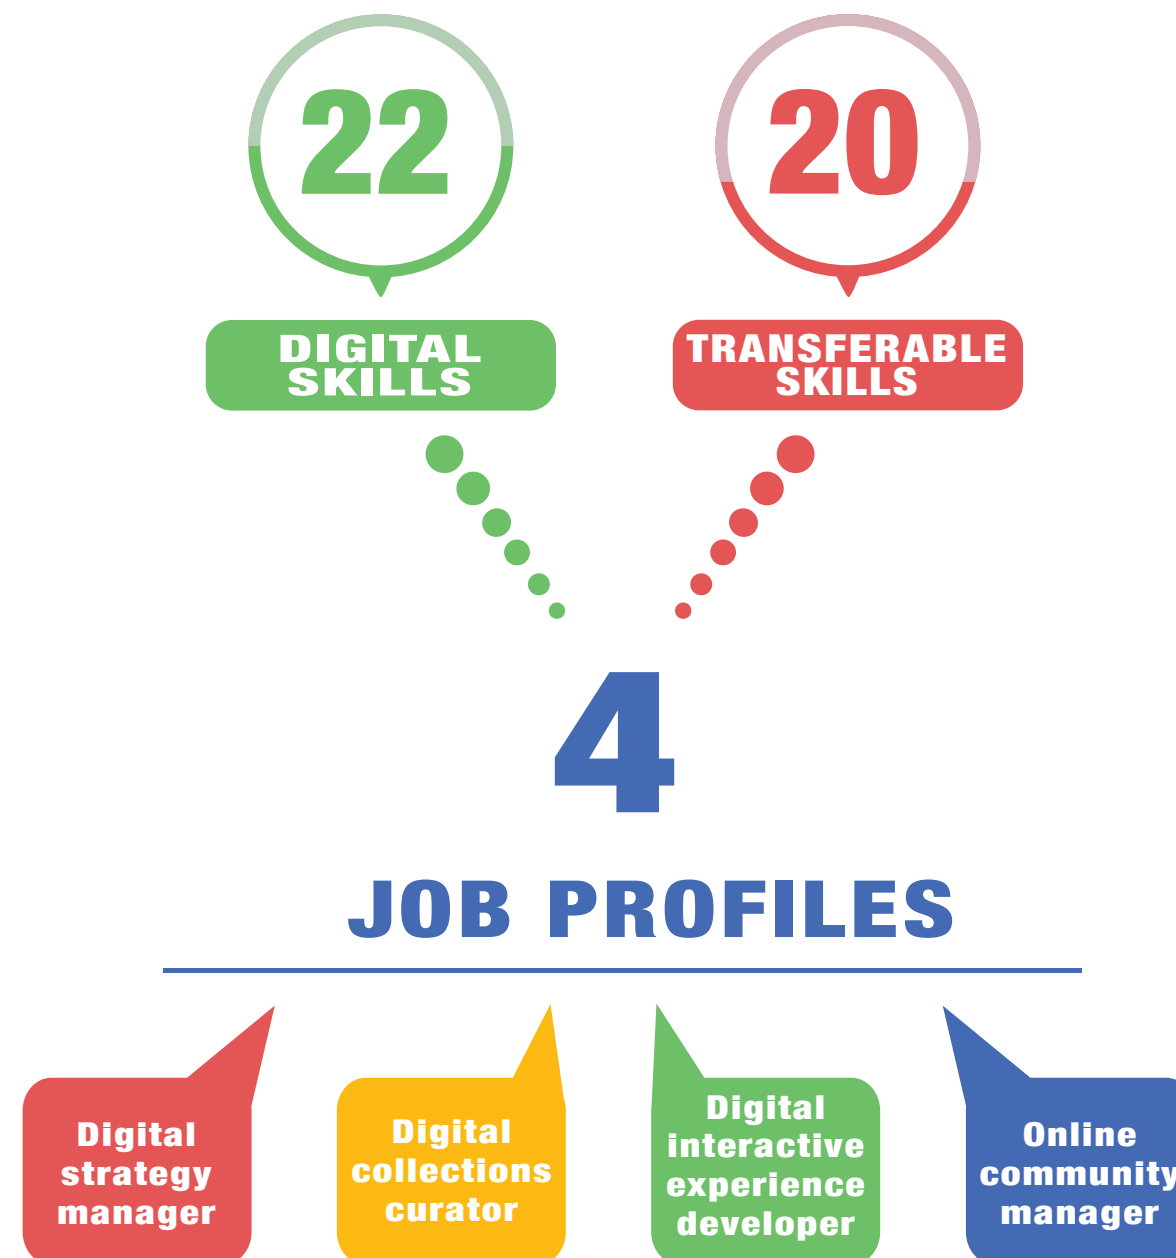 22
DIGITAL
SKILLS
20
TRANSFERABLE
SKILLS
4
JOB PROFILES
Digital
strategy
manager
Digital
collections
curator
Digital
interactive
experience
developer
Online
community
manager